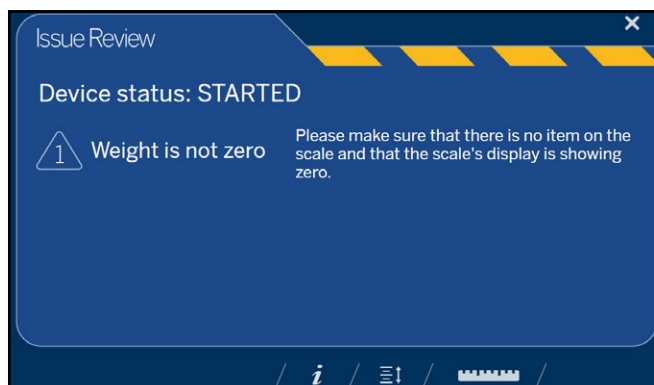 Issue Review
Device status: STARTED
1 Weight is not zero
Please make sure that there is no item on the
scale and that the scale's display is showing
zero.
i